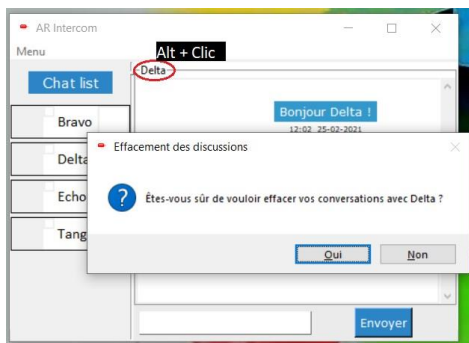 AR Intercom
Menu
Alt + Clic
Chat list
Delta
Bravo
Bonjour Delta !
12:02 25-02-2021
Effacement des discussions
Delta
Echo
Êtes-vous sûr de vouloir effacer vos conversations avec Delta ?
Tang
Oui
Non
Envoyer